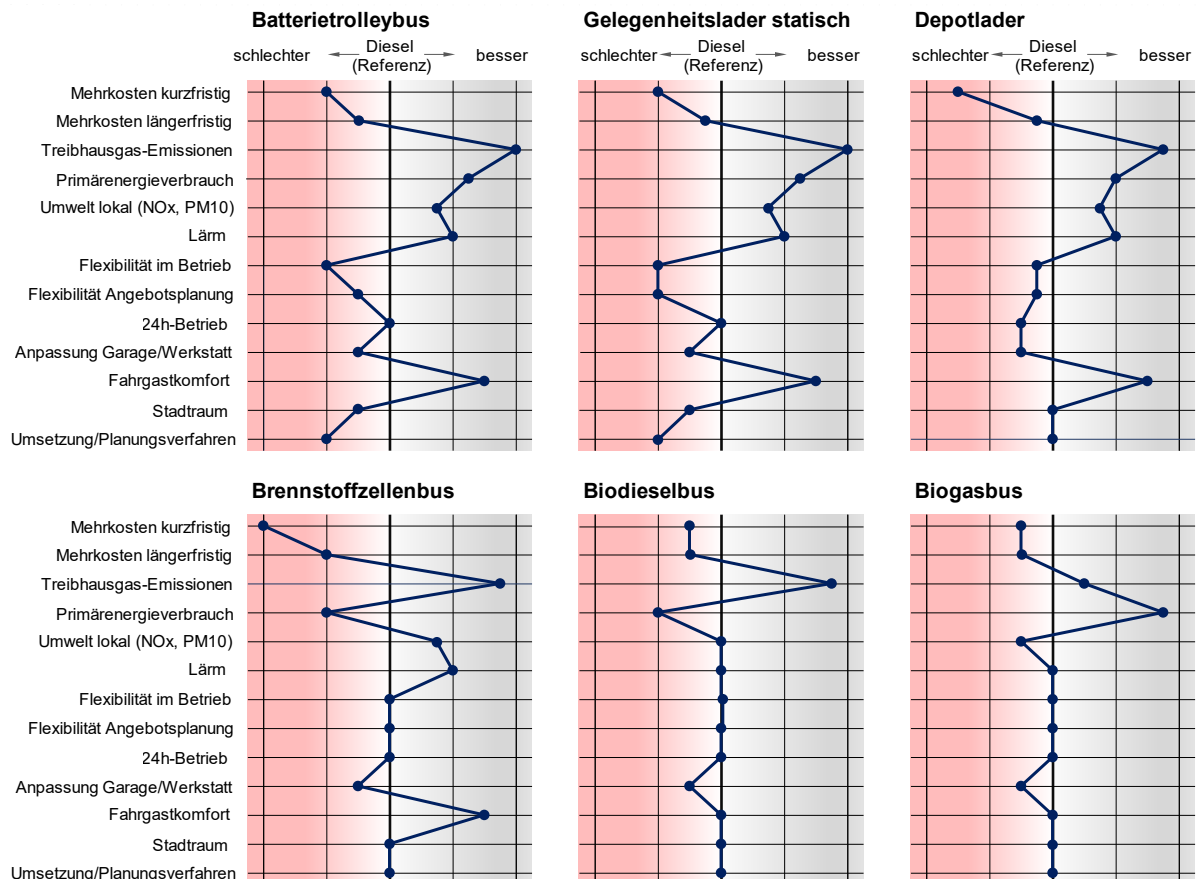 Batterietrolleybus
Gelegenheitslader statisch
Depotlader
schlechter Diesel (Referenz) besser
schlechter Diesel (Referenz) besser
schlechter Diesel (Referenz) besser
Mehrkosten kurzfristig
Mehrkosten längerfristig
Treibhausgas-Emissionen
Primärenergieverbrauch
Umwelt lokal (NOx, PM10)
Lärm
Flexibilität im Betrieb
Flexibilität Angebotsplanung
24h-Betrieb
Anpassung Garage/Werkstatt
Fahrgastkomfort
Stadtraum
Umsetzung/Planungsverfahren
Brennstoffzellenbus
Biodieselbus
Biogasbus
Mehrkosten kurzfristig
Mehrkosten längerfristig
Treibhausgas-Emissionen
Primärenergieverbrauch
Umwelt lokal (NOx, PM10)
Lärm
Flexibilität im Betrieb
Flexibilität Angebotsplanung
24h-Betrieb
Anpassung Garage/Werkstatt
Fahrgastkomfort
Stadtraum
Umsetzung/Planungsverfahren